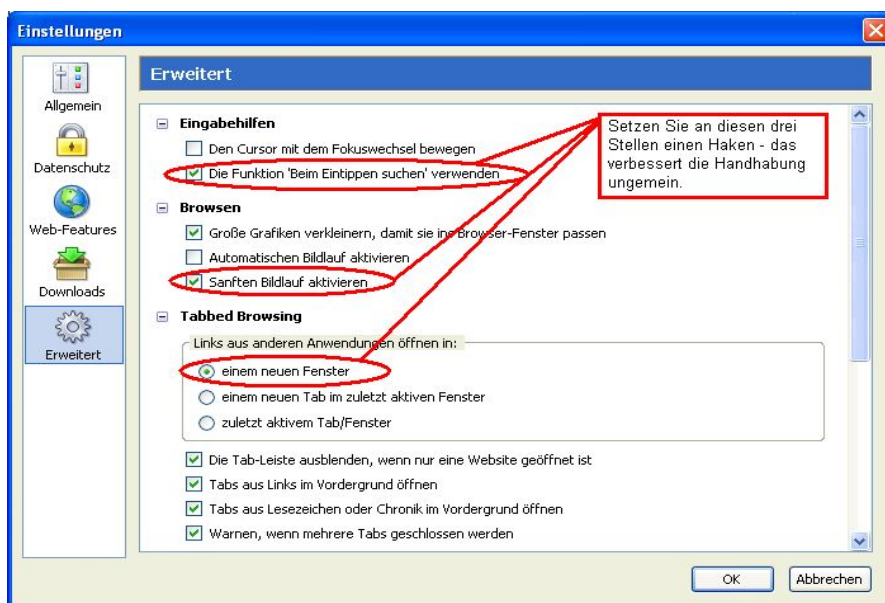 Einstellungen
Allgemein
Datenschutz
Web-Features
Downloads
Erweitert
Erweitert
Eingabehilfen
Den Cursor mit dem Fokuswechsel bewegen
Die Funktion 'Beim Eintippen suchen' verwenden
Browsen
Große Grafiken verkleinern, damit sie ins Browser-Fenster passen
Automatischen Bildlauf aktivieren
Sanften Bildlauf aktivieren
Tabbed Browsing
Links aus anderen Anwendungen öffnen in:
einem neuen Fenster
einem neuen Tab im zuletzt aktiven Fenster
zuletzt aktivem Tab/Fenster
Die Tab-Leiste ausblenden, wenn nur eine Website geöffnet ist
Tabs aus Links im Vordergrund öffnen
Tabs aus Lesezeichen oder Chronik im Vordergrund öffnen
Warnen, wenn mehrere Tabs geschlossen werden
Setzen Sie an diesen drei
Stellen einen Haken - das
verbessert die Handhabung
ungemein.
OK
Abbrechen